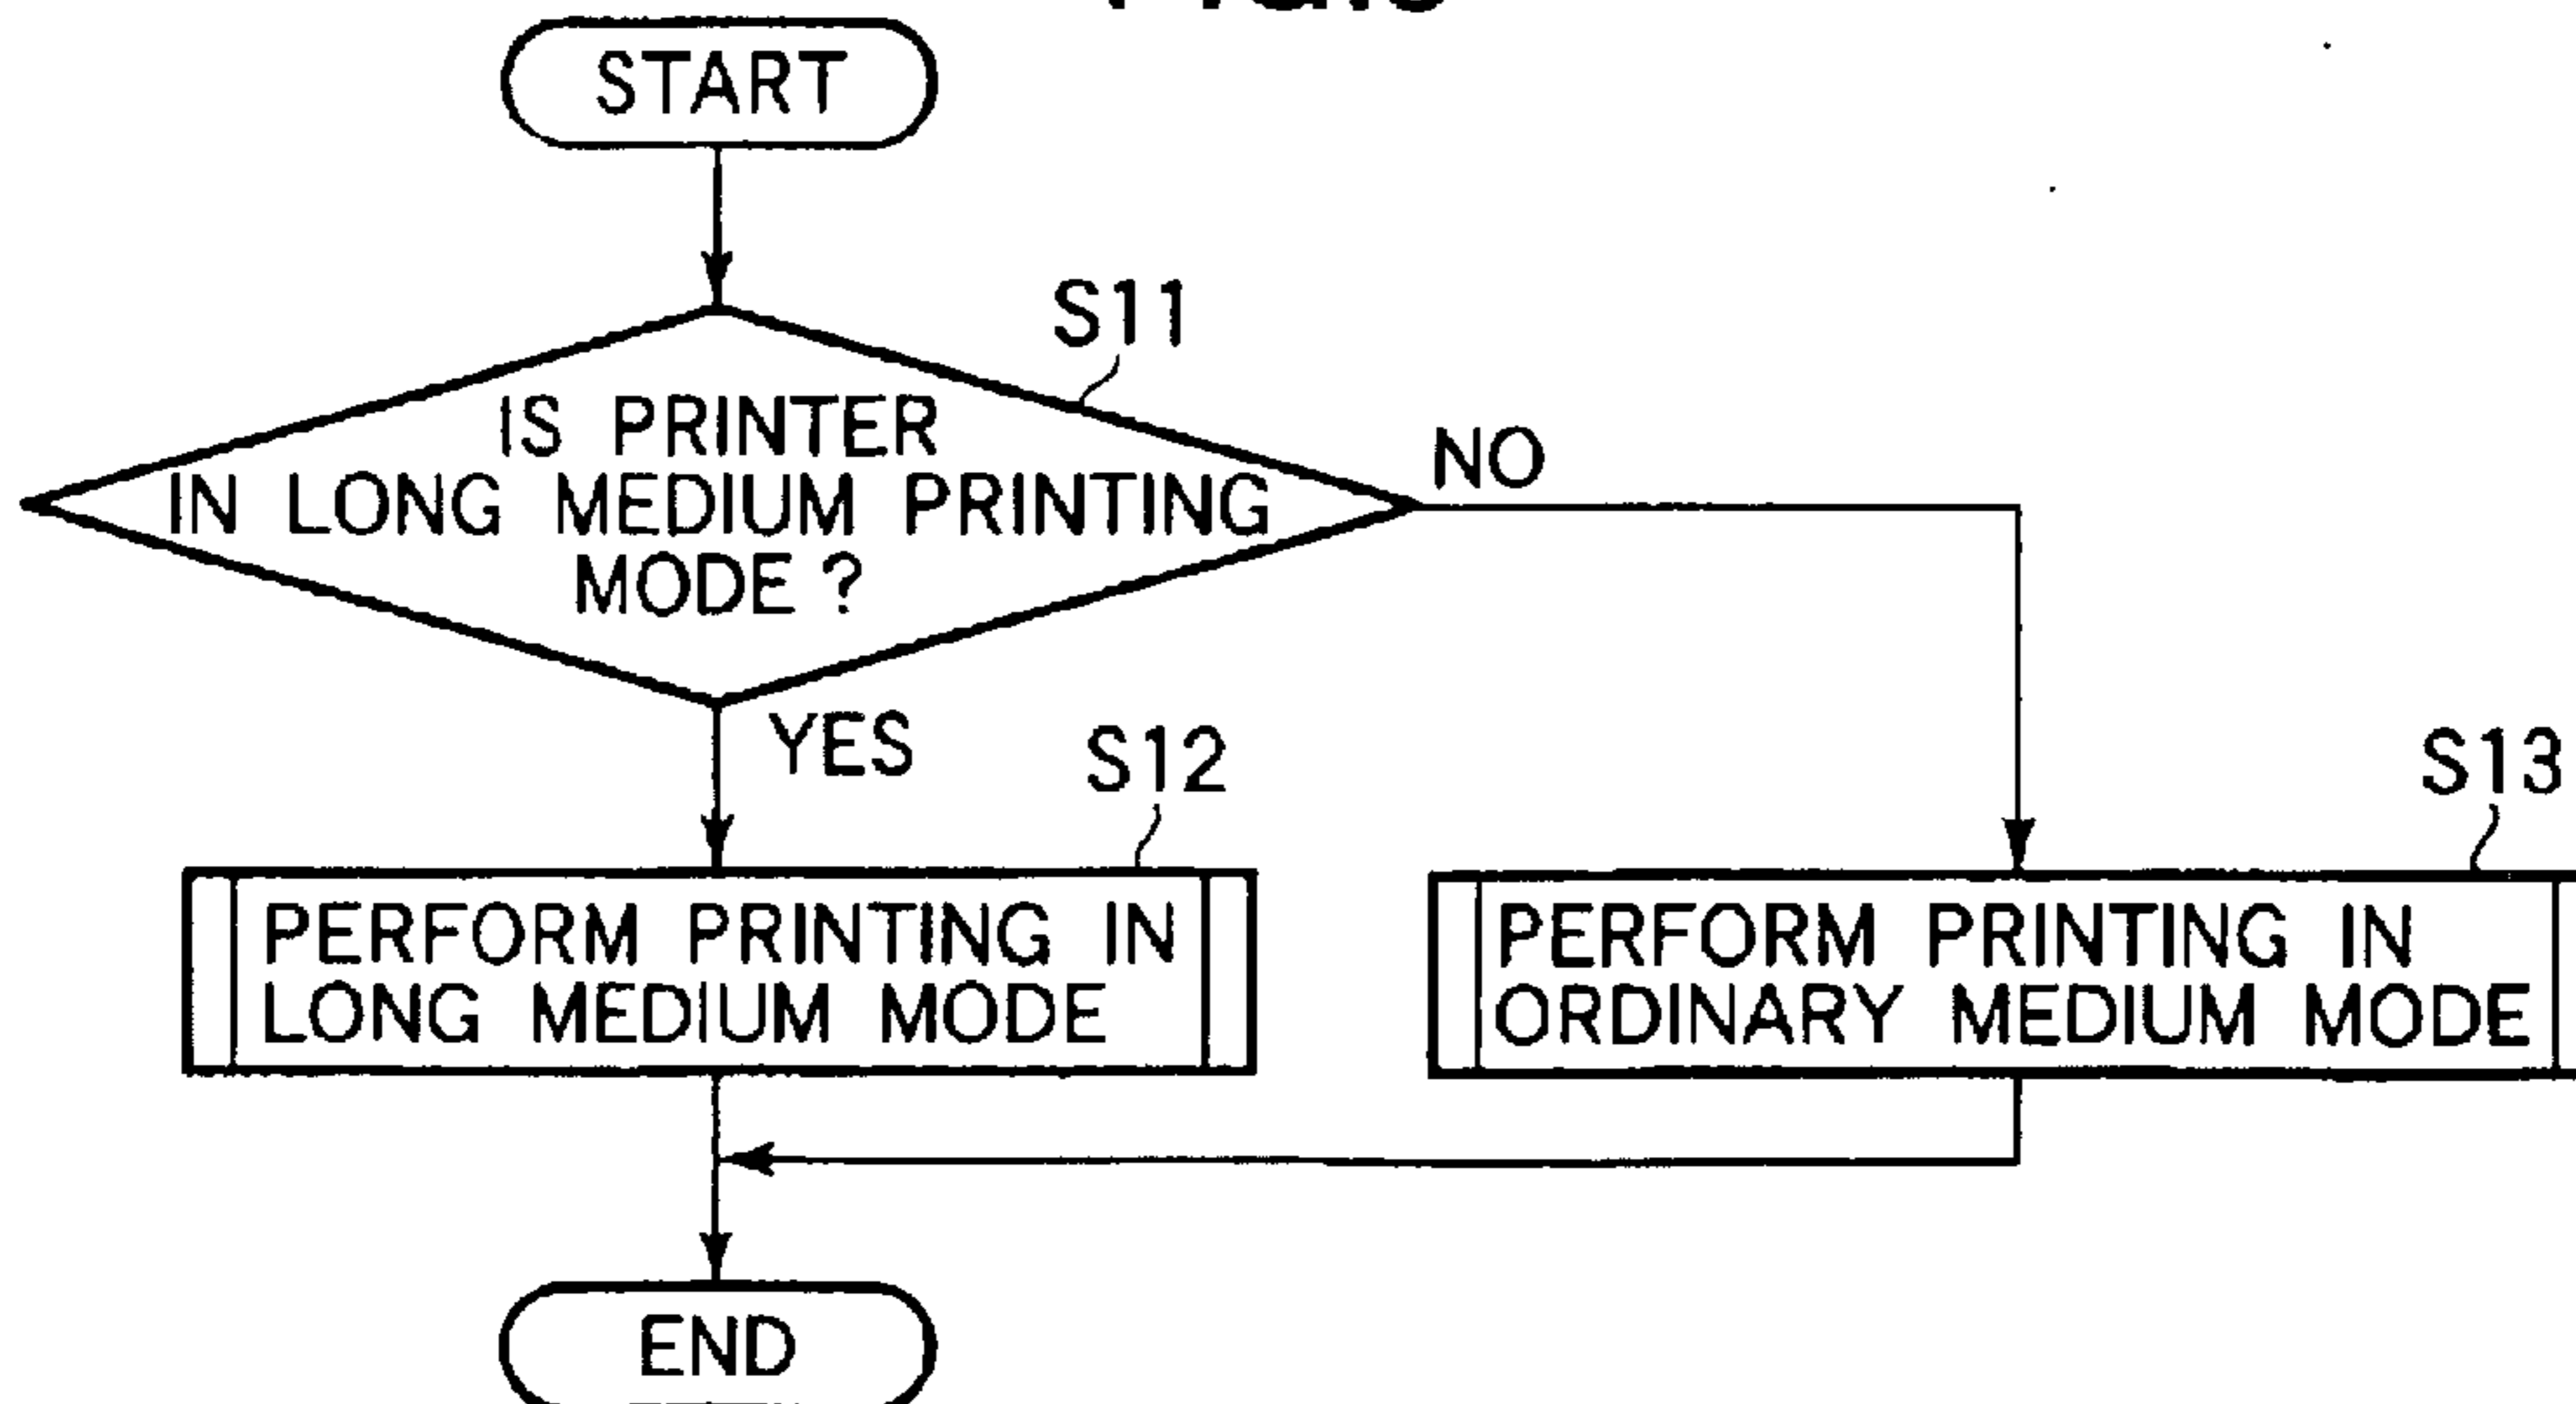 START
S11
IS PRINTER
IN LONG MEDIUM PRINTING
MODE ?
NO
YES
S12
S13
PERFORM PRINTING IN
LONG MEDIUM MODE
PERFORM PRINTING IN
ORDINARY MEDIUM MODE
END